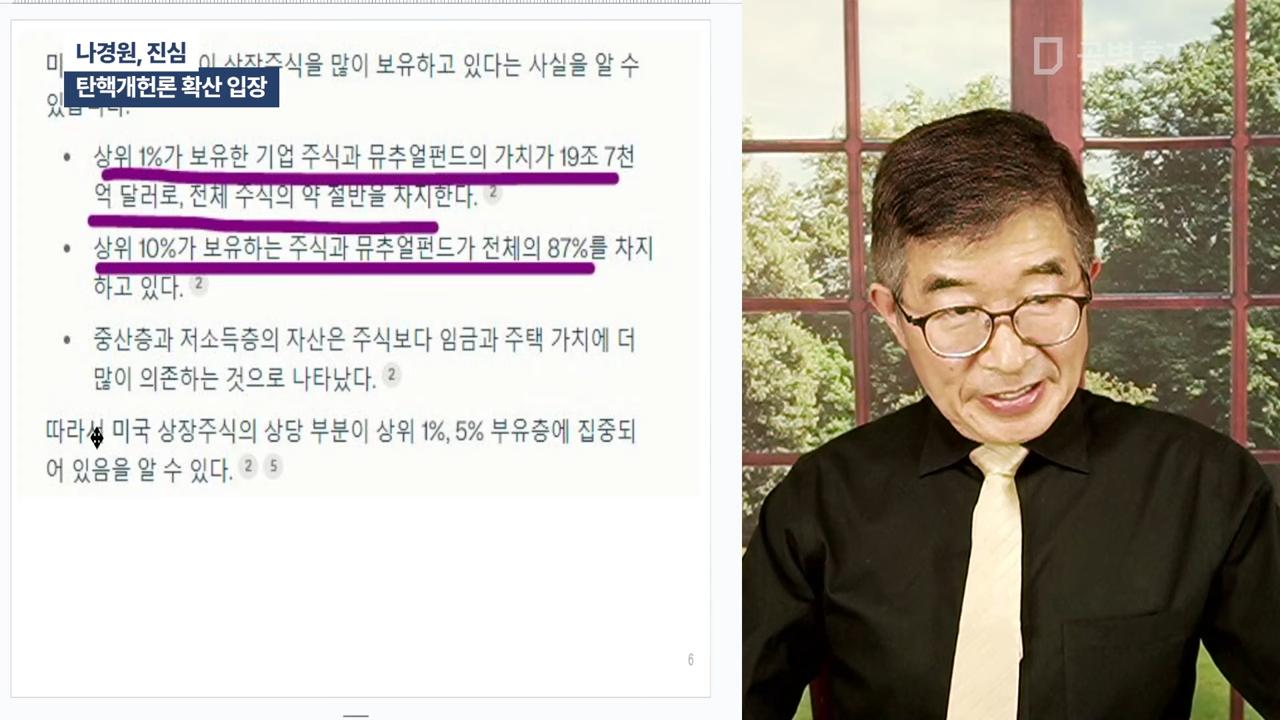 나경원, 진심
탄핵개헌론 확산 입장
미 이 상장주식을 많이 보유하고 있다는 사실을 알 수
있습니다.
• 상위 1%가 보유한 기업 주식과 뮤추얼펀드의 가치가 19조 7천
억 달러로, 전체 주식의 약 절반을 차지한다. 2
• 상위 10%가 보유하는 주식과 뮤추얼펀드가 전체의 87%를 차지
하고 있다. 2
• 중산층과 저소득층의 자산은 주식보다 임금과 주택 가치에 더
많이 의존하는 것으로 나타났다. 2
따라서 미국 상장주식의 상당 부분이 상위 1%, 5% 부유층에 집중되
어 있음을 알 수 있다. 2 5
6